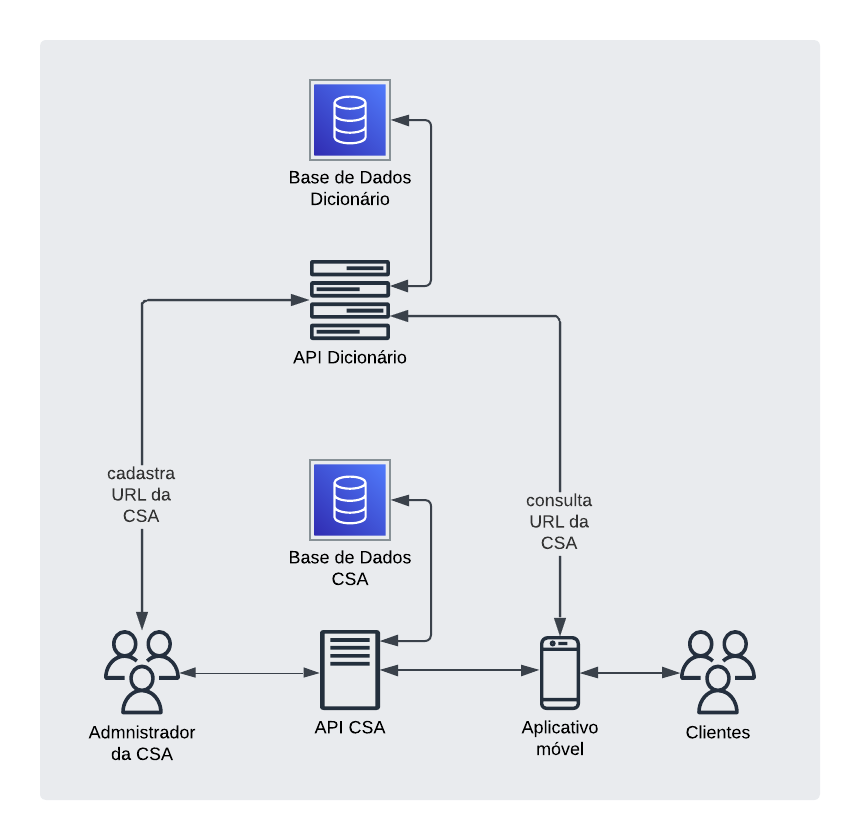 Base de Dados
Dicionário
API Dicionário
cadastra
URL da
CSA
consulta
URL da
CSA
Base de Dados
CSA
Admnistrador
da CSA
API CSA
Aplicativo
móvel
Clientes